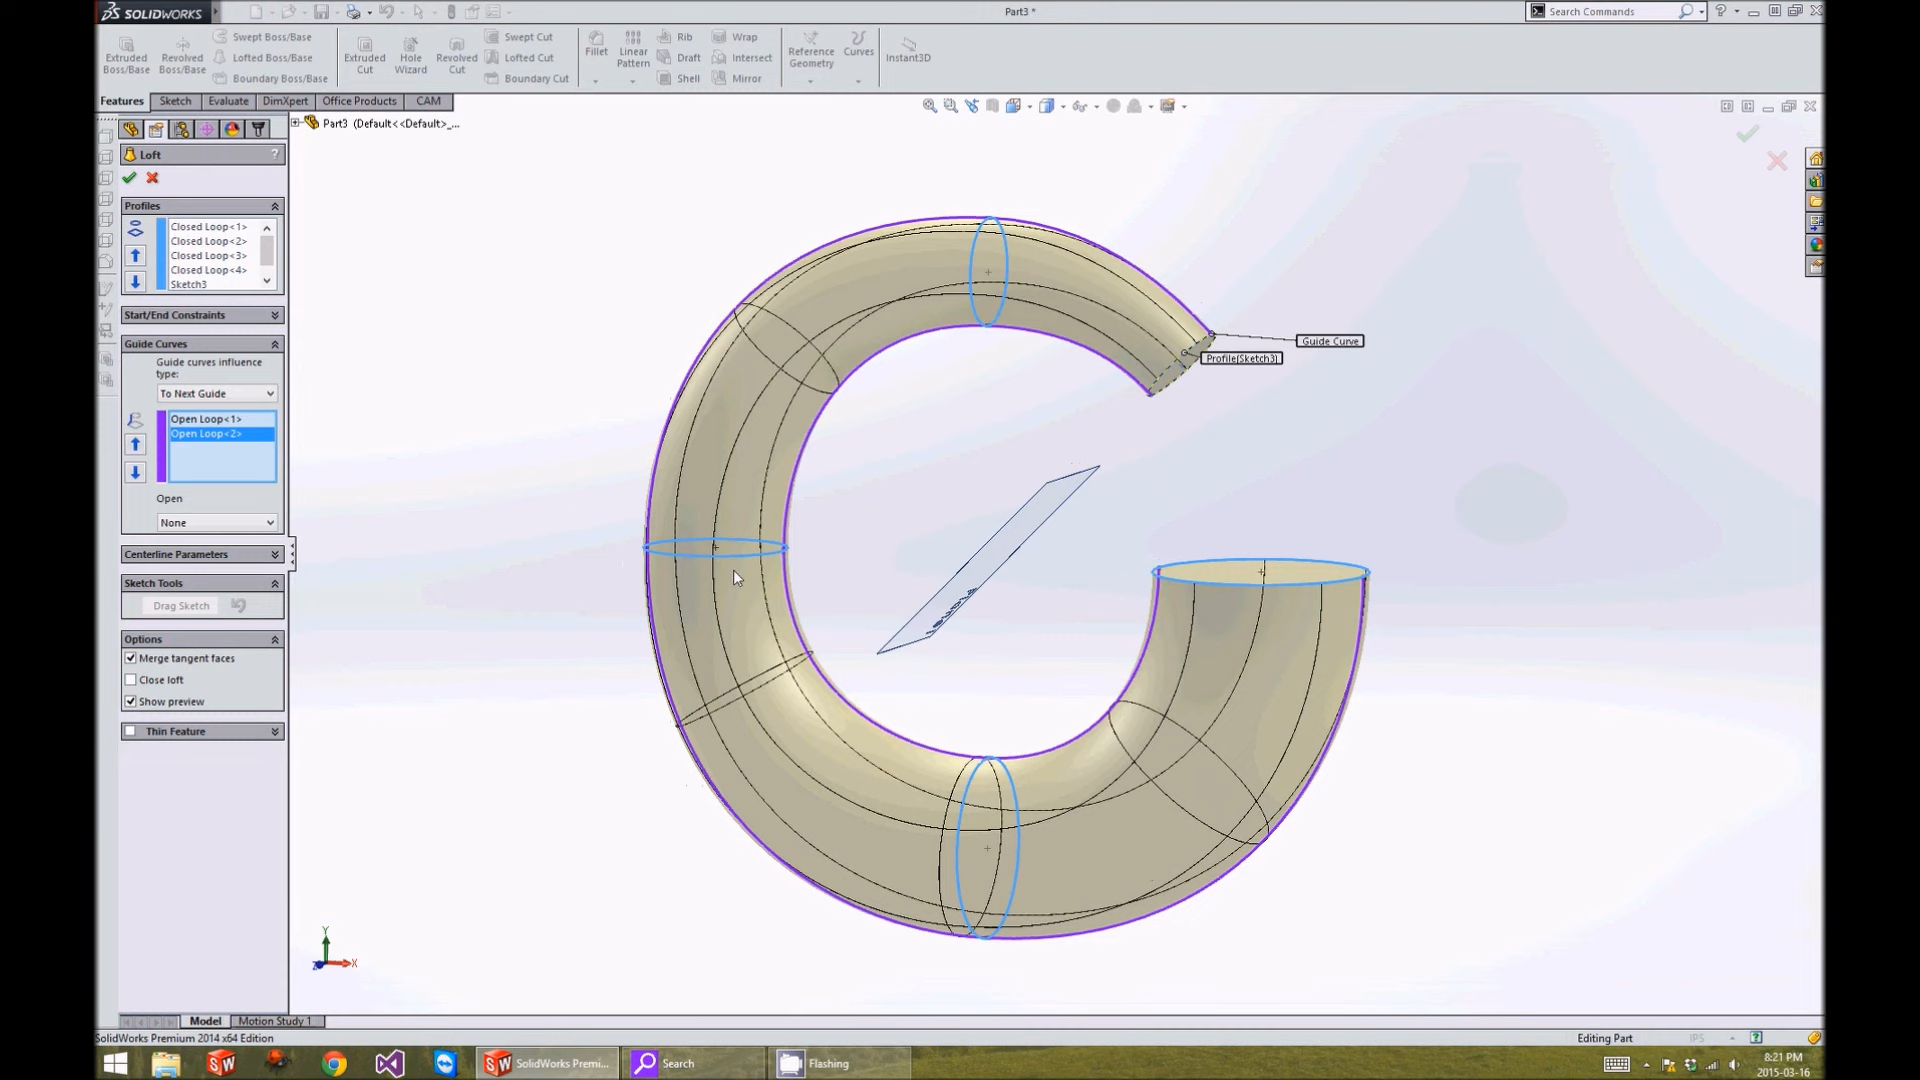 SOLIDWORKS
Part3 *
Search Commands
Extruded Boss/Base
Revolved Boss/Base
Swept Boss/Base
Lofted Boss/Base
Boundary Boss/Base
Extruded Cut
Hole Wizard
Revolved Cut
Swept Cut
Lofted Cut
Boundary Cut
Fillet
Linear Pattern
Rib
Draft
Shell
Wrap
Intersect
Mirror
Reference Geometry
Curves
Instant3D
Features
Sketch
Evaluate
DimXpert
Office Products
CAM
Part3 (Default<<Default>_...
Loft
?
Profiles
Closed Loop<1>
Closed Loop<2>
Closed Loop<3>
Closed Loop<4>
Sketch3
Start/End Constraints
Guide Curves
Guide curves influence
type:
To Next Guide
Open Loop<1>
Open Loop<2>
Open
None
Centerline Parameters
Sketch Tools
Drag Sketch
Options
Merge tangent faces
Close loft
Show preview
Thin Feature
Guide Curve
Profile(Sketch3)
Y
X
Z
Model
Motion Study 1
SolidWorks Premium 2014 x64 Edition
Editing Part
IPS
SolidWorks Premi...
Search
Flashing
8:21 PM
2015-03-16